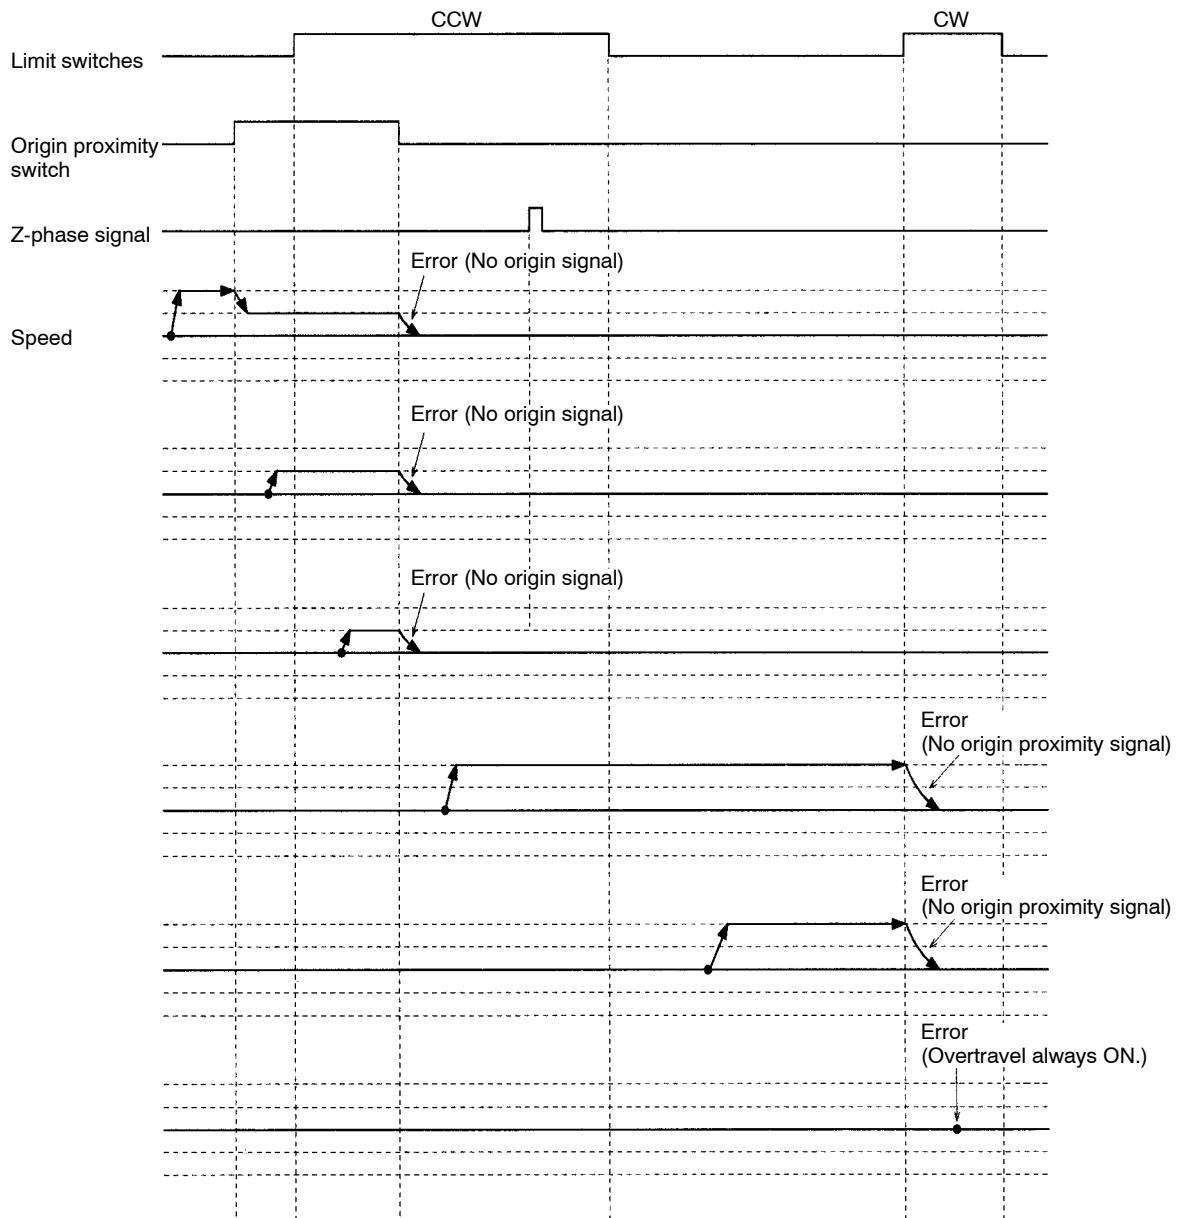 CCW
CW
Limit switches
Origin proximity
switch
Z-phase signal
Error (No origin signal)
Speed
Error (No origin signal)
Error (No origin signal)
Error
(No origin proximity signal)
Error
(No origin proximity signal)
Error
(Overtravel always ON.)